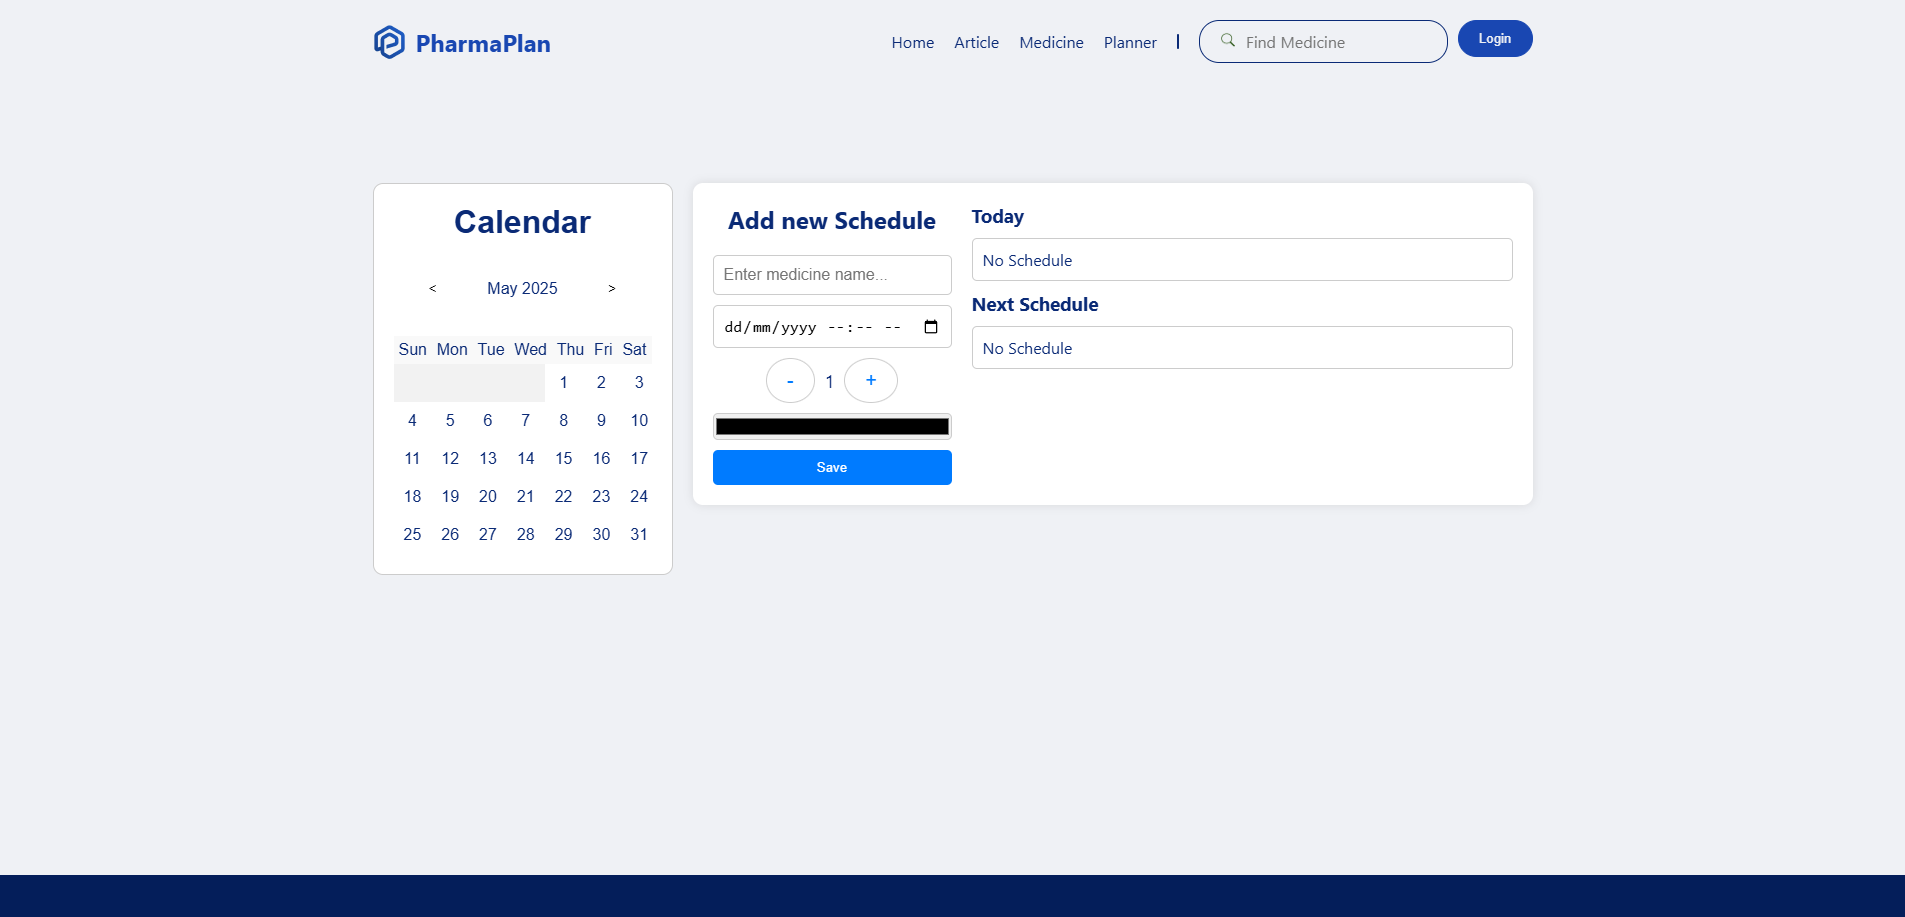 PharmaPlan
Home Article Medicine Planner | Find Medicine Login
Calendar
< May 2025 >
Sun Mon Tue Wed Thu Fri Sat
1 2 3
4 5 6 7 8 9 10
11 12 13 14 15 16 17
18 19 20 21 22 23 24
25 26 27 28 29 30 31
Add new Schedule
Enter medicine name...
dd/mm/yyyy --:-- --
- 1 +
Save
Today
No Schedule
Next Schedule
No Schedule